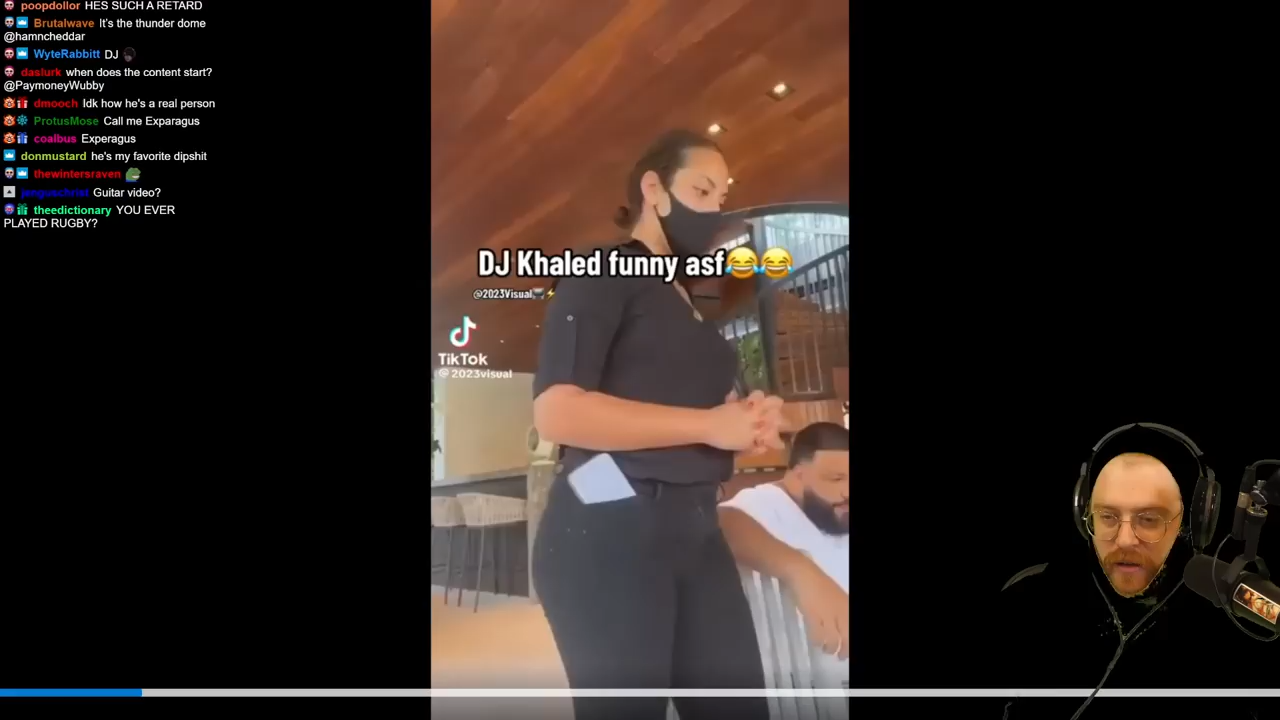 poopdollor HES SUCH A RETARD
Brutalwave It's the thunder dome
@hamncheddar
WyteRabbitt DJ
daslurk when does the content start?
@PaymoneyWubby
dmooch Idk how he's a real person
ProtusMose Call me Exparagus
coalbus Experagus
donmustard he's my favorite dipshit
thewintersraven
Guitar video?
theedictionary YOU EVER
PLAYED RUGBY?
DJ Khaled funny asf😂😂
@2023Visual
TikTok
@2023visual